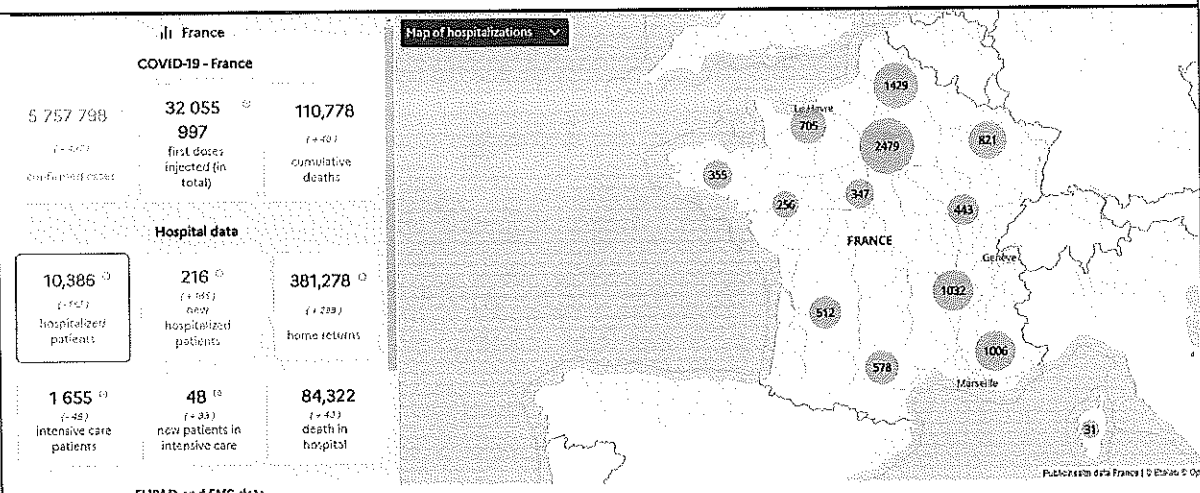 France
COVID-19 - France
5 757 798
confirmed cases
32 055
997
first doses
injected (in
total)
110,778
cumulative
deaths
Hospital data
10,386
hospitalized
patients
216
new
hospitalized
patients
381,278
home returns
1 655
intensive care
patients
48
new patients in
intensive care
84,322
death in
hospital
Map of hospitalizations
1429
Le Havre
705
2479
821
355
256
347
443
FRANCE
Genève
1032
512
1006
578
Marseille
31